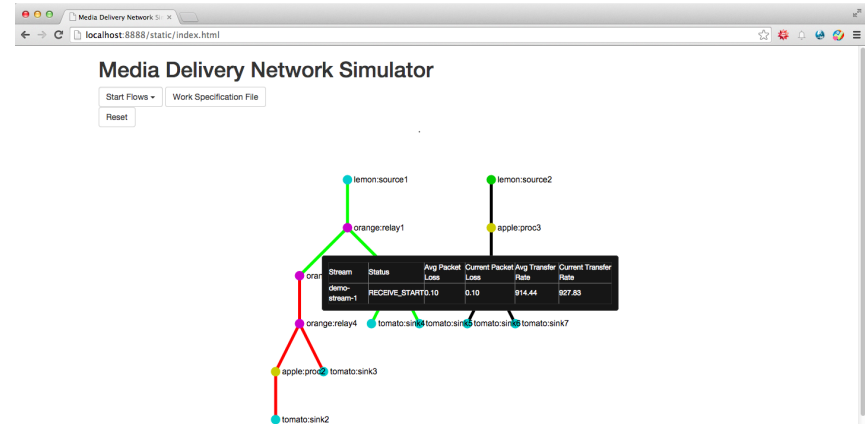 Media Delivery Network Si
localhost:8888/static/index.html
Media Delivery Network Simulator
Start Flows
Work Specification File
Reset
lemon:source1
lemon:source2
orange:relay1
apple:proc3
oran
Stream Status Avg Packet Loss Current Packet Loss Avg Transfer Rate Current Transfer Rate
demo-stream-1 RECEIVE_START 0.10 0.10 914.44 927.83
orange:relay4
tomato:sink4
tomato:sink5
tomato:sink6
tomato:sink7
apple:proc2
tomato:sink3
tomato:sink2